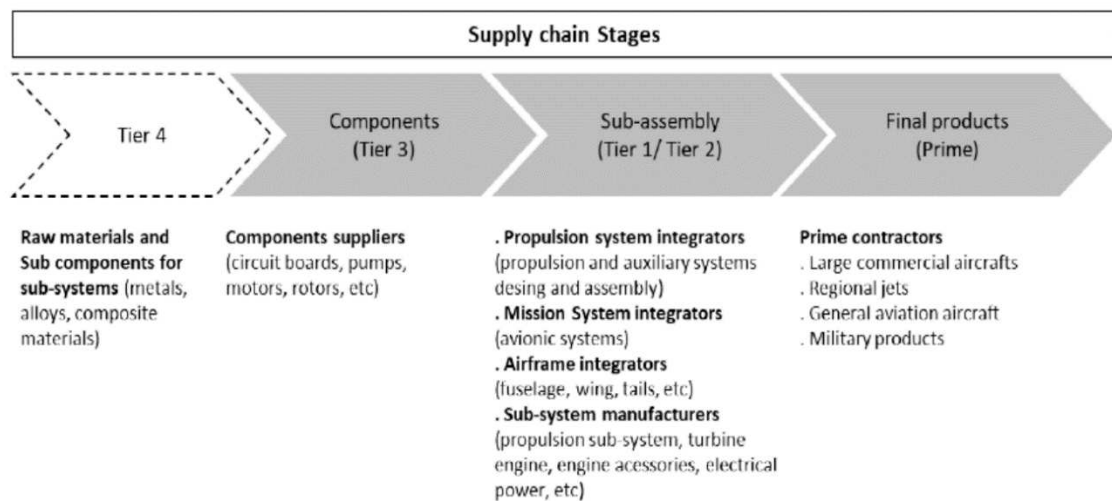 Supply chain Stages
Tier 4
Components
(Tier 3)
Sub-assembly
(Tier 1/ Tier 2)
Final products
(Prime)
Raw materials and
Sub components for
sub-systems (metals,
alloys, composite
materials)
Components suppliers
(circuit boards, pumps,
motors, rotors, etc)
. Propulsion system integrators
(propulsion and auxiliary systems
desing and assembly)
. Mission System integrators
(avionic systems)
. Airframe integrators
(fuselage, wing, tails, etc)
. Sub-system manufacturers
(propulsion sub-system, turbine
engine, engine acessories, electrical
power, etc)
Prime contractors
. Large commercial aircrafts
. Regional jets
. General aviation aircraft
. Military products